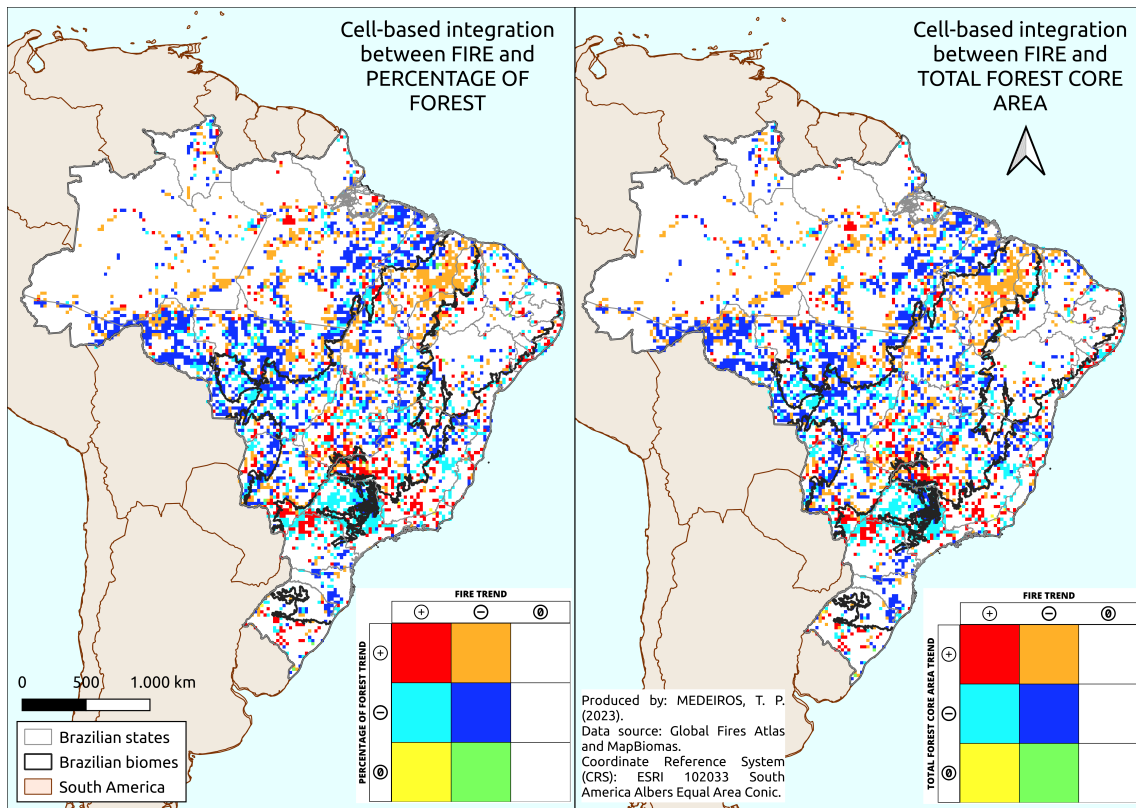 Cell-based integration
between FIRE and
PERCENTAGE OF
FOREST
0 500 1.000 km
Brazilian states
Brazilian biomes
South America
FIRE TREND
+ − 0
PERCENTAGE OF FOREST TREND
+
−
0
Cell-based integration
between FIRE and
TOTAL FOREST CORE
AREA
Produced by: MEDEIROS, T. P.
(2023).
Data source: Global Fires Atlas
and MapBiomas.
Coordinate Reference System
(CRS): ESRI 102033 South
America Albers Equal Area Conic.
FIRE TREND
+ − 0
TOTAL FOREST CORE AREA TREND
+
−
0